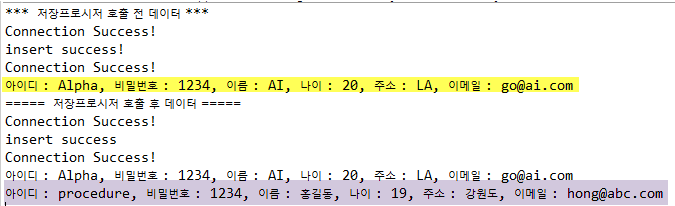 *** 저장프로시저 호출 전 데이터 ***
Connection Success!
insert success!
Connection Success!
아이디 : Alpha, 비밀번호 : 1234, 이름 : AI, 나이 : 20, 주소 : LA, 이메일 : go@ai.com
===== 저장프로시저 호출 후 데이터 =====
Connection Success!
insert success
Connection Success!
아이디 : Alpha, 비밀번호 : 1234, 이름 : AI, 나이 : 20, 주소 : LA, 이메일 : go@ai.com
아이디 : procedure, 비밀번호 : 1234, 이름 : 홍길동, 나이 : 19, 주소 : 강원도, 이메일 : hong@abc.com